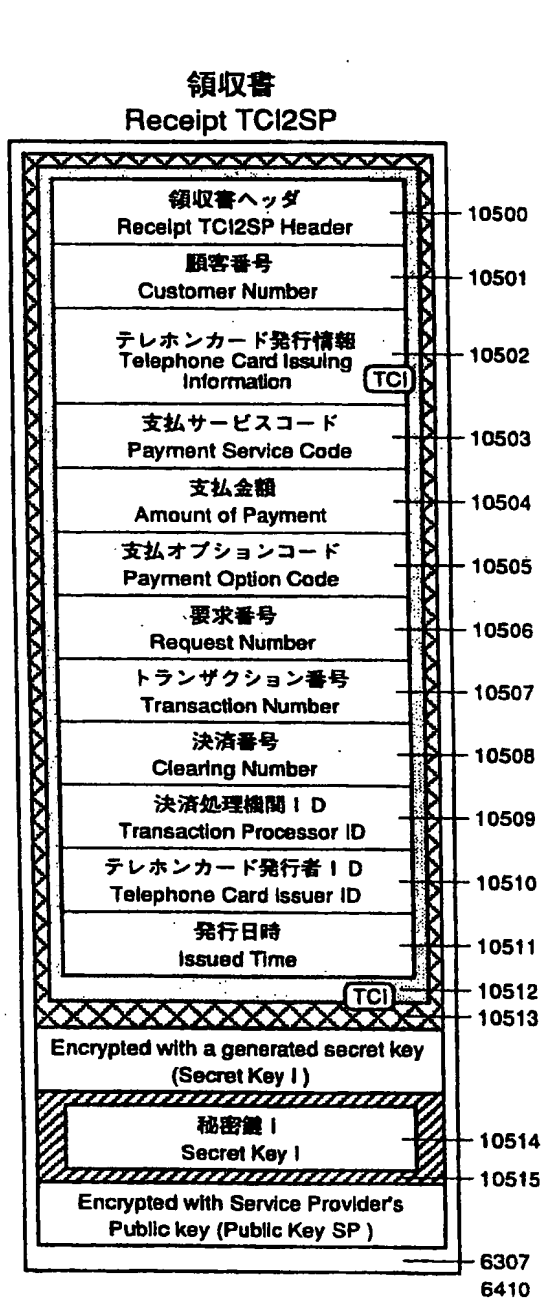 領収書
Receipt TCI2SP
領収書ヘッダ
Receipt TCI2SP Header
10500
顧客番号
Customer Number
10501
テレホンカード発行情報
Telephone Card Issuing
Information
TCI
10502
支払サービスコード
Payment Service Code
10503
支払金額
Amount of Payment
10504
支払オプションコード
Payment Option Code
10505
要求番号
Request Number
10506
トランザクション番号
Transaction Number
10507
決済番号
Clearing Number
10508
決済処理機関ID
Transaction Processor ID
10509
テレホンカード発行者ID
Telephone Card Issuer ID
10510
発行日時
Issued Time
10511
TCI
10512
10513
Encrypted with a generated secret key
(Secret Key I)
秘密鍵I
Secret Key I
10514
10515
Encrypted with Service Provider's
Public key (Public Key SP )
6307
6410